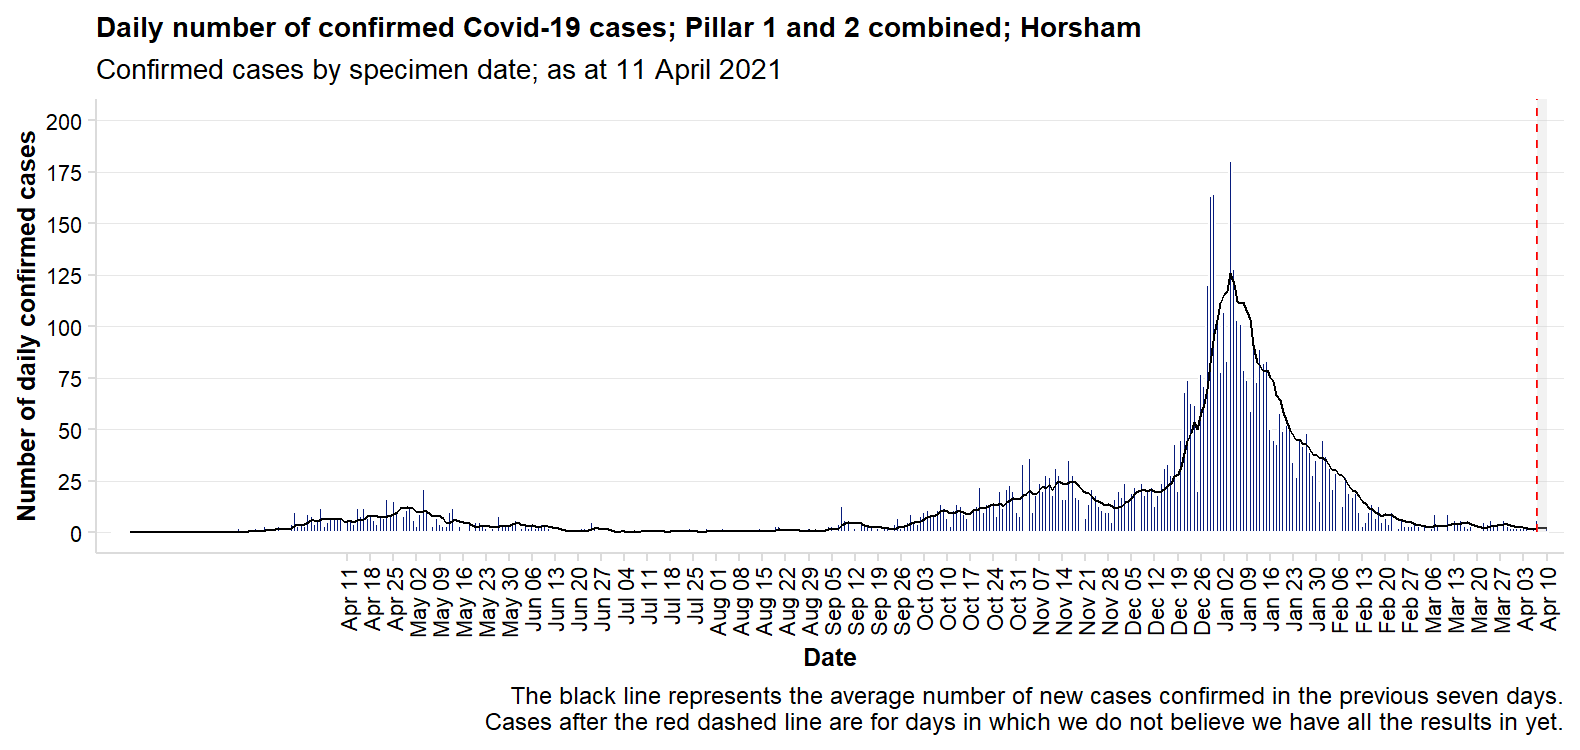 Daily number of confirmed Covid-19 cases; Pillar 1 and 2 combined; Horsham
Confirmed cases by specimen date; as at 11 April 2021
Number of daily confirmed cases
200
175
150
125
100
75
50
25
0
Apr 11
Apr 18
Apr 25
May 02
May 09
May 16
May 23
May 30
Jun 06
Jun 13
Jun 20
Jun 27
Jul 04
Jul 11
Jul 18
Jul 25
Aug 01
Aug 08
Aug 15
Aug 22
Aug 29
Sep 05
Sep 12
Sep 19
Sep 26
Oct 03
Oct 10
Oct 17
Oct 24
Oct 31
Nov 07
Nov 14
Nov 21
Nov 28
Dec 05
Dec 12
Dec 19
Dec 26
Jan 02
Jan 09
Jan 16
Jan 23
Jan 30
Feb 06
Feb 13
Feb 20
Feb 27
Mar 06
Mar 13
Mar 20
Mar 27
Apr 03
Apr 10
Date
The black line represents the average number of new cases confirmed in the previous seven days.
Cases after the red dashed line are for days in which we do not believe we have all the results in yet.